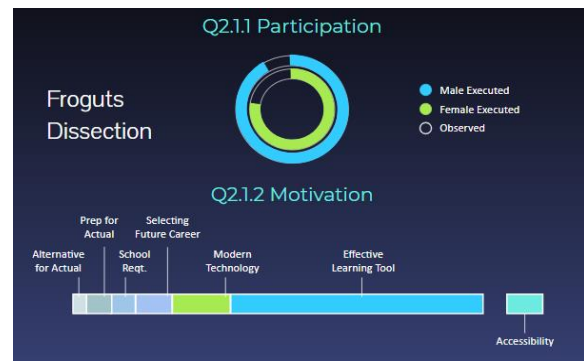 Q2.1.1 Participation
Froguts
Dissection
Male Executed
Female Executed
Observed
Q2.1.2 Motivation
Alternative
for Actual
Prep for
Actual
School
Reqt.
Selecting
Future Career
Modern
Technology
Effective
Learning Tool
Accessibility